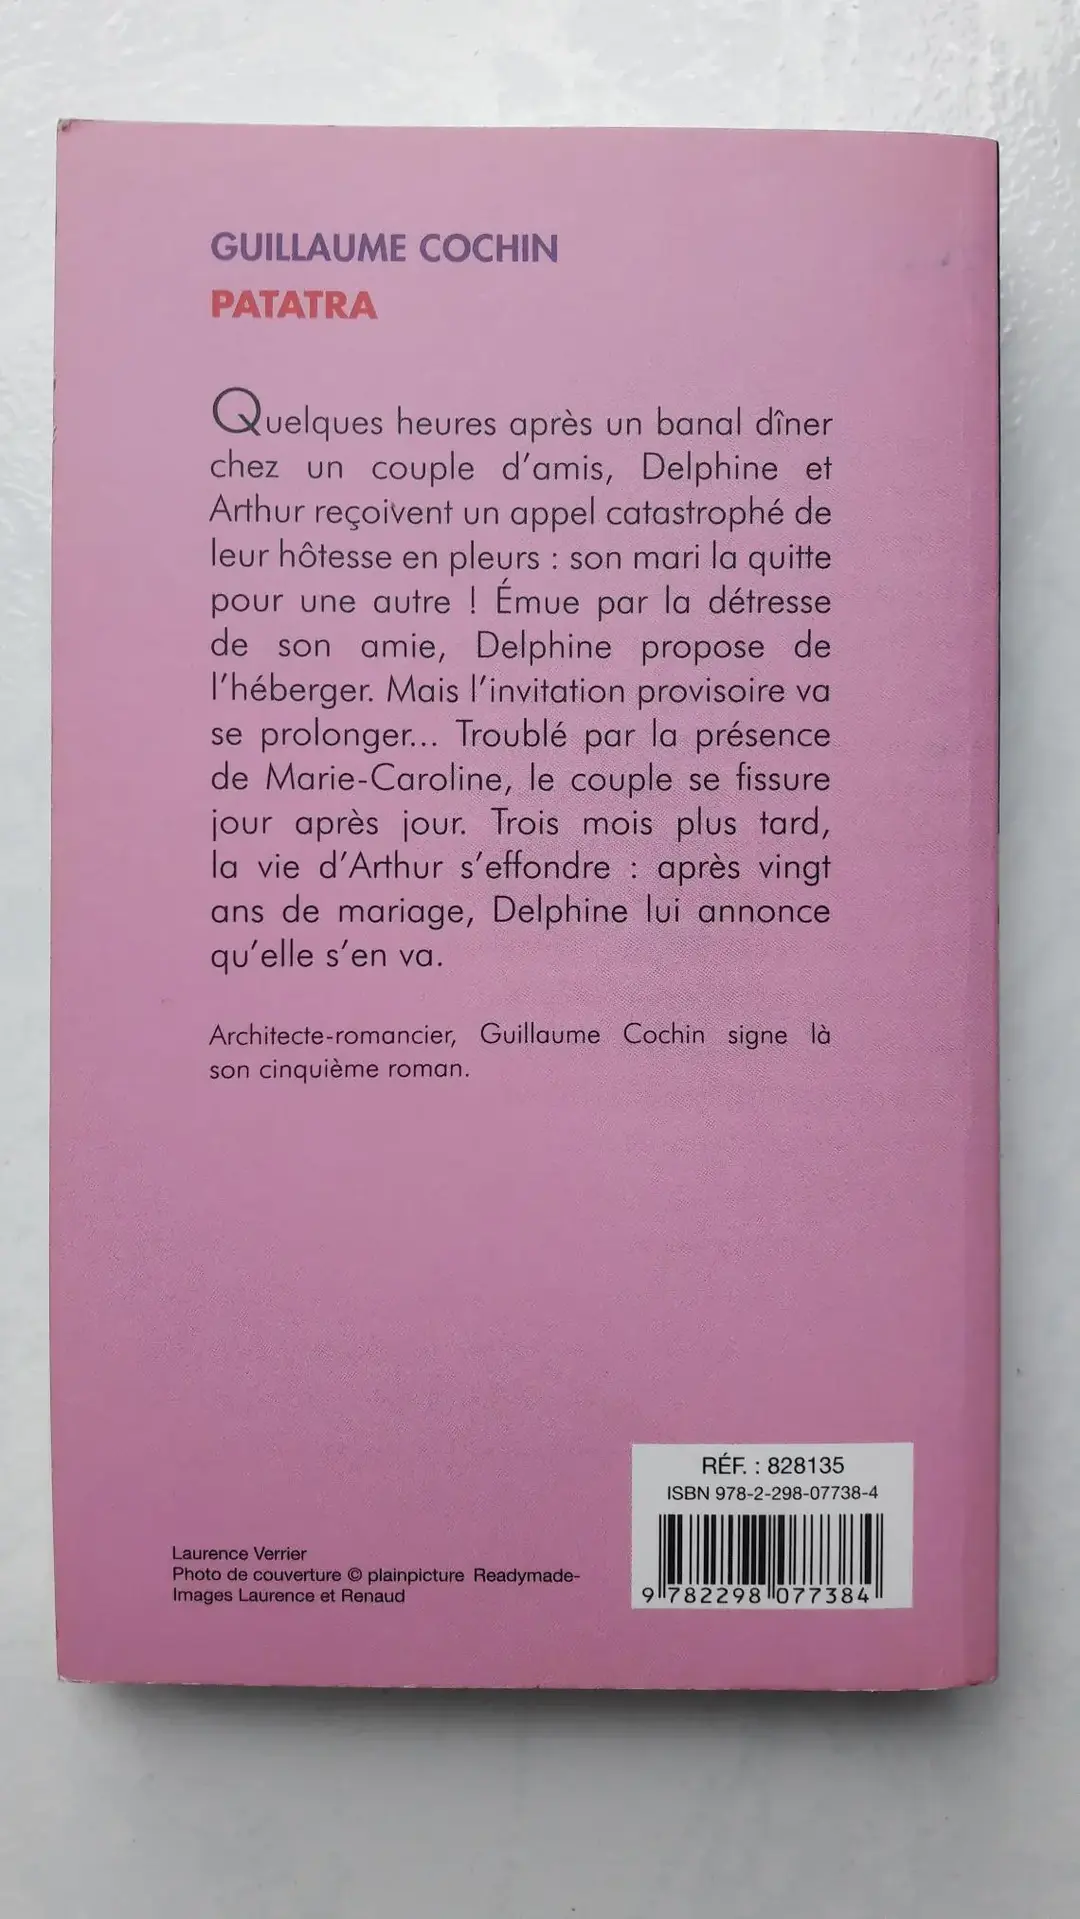 GUILLAUME COCHIN
PATATRA
Quelques heures après un banal dîner
chez un couple d'amis, Delphine et
Arthur reçoivent un appel catastrophé de
leur hôtesse en pleurs : son mari la quitte
pour une autre ! Émue par la détresse
de son amie, Delphine propose de
l'héberger. Mais l'invitation provisoire va
se prolonger... Troublé par la présence
de Marie-Caroline, le couple se fissure
jour après jour. Trois mois plus tard,
la vie d'Arthur s'effondre : après vingt
ans de mariage, Delphine lui annonce
qu'elle s'en va.
Architecte-romancier, Guillaume Cochin signe là
son cinquième roman.
Laurence Verrier
Photo de couverture © plainpicture Readymade-
Images Laurence et Renaud
RÉF. : 828135
ISBN 978-2-298-07738-4
9 782298 077384